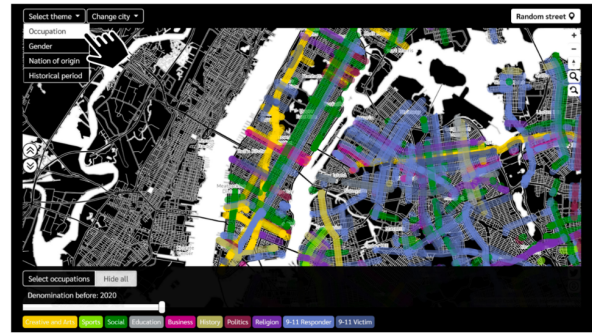 Select theme Change city Random street
Occupation
Gender
Nation of origin
Historical period
Select occupations Hide all
Denomination before: 2020
Creative and Arts Sports Social Education Business History Politics Religion 9-11 Responder 9-11 Victim